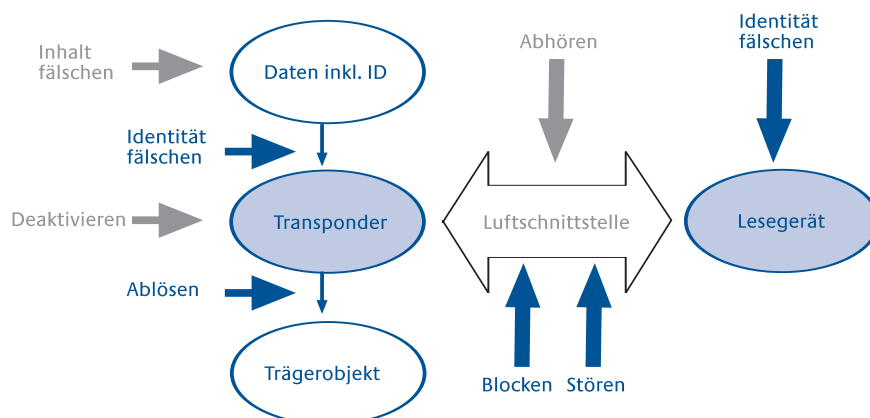 Inhalt
fälschen
Daten inkl. ID
Abhören
Identität
fälschen
Identität
fälschen
Deaktivieren
Transponder
Luftschnittstelle
Lesegerät
Ablösen
Trägerobjekt
Blocken
Stören